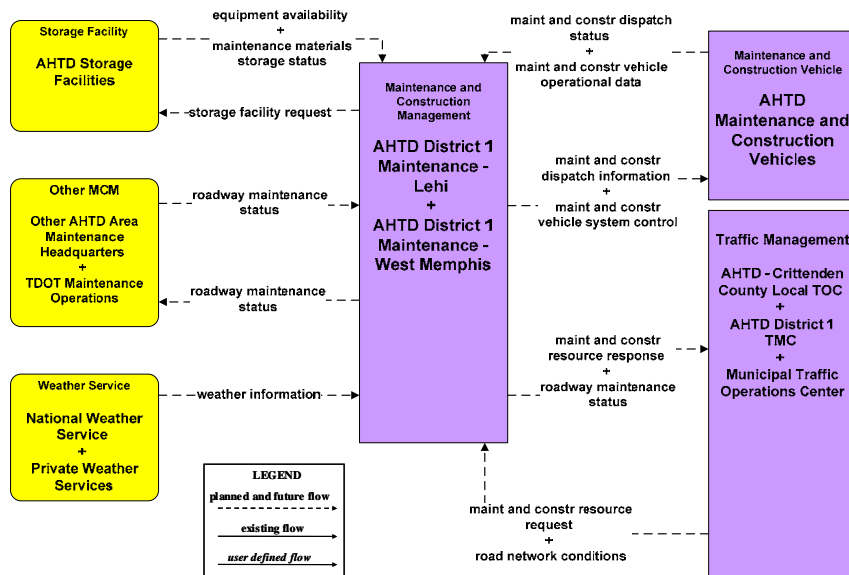 Storage Facility
AHTD Storage
Facilities
equipment availability
+
maintenance materials
storage status
storage facility request
Other MCM
Other AHTD Area
Maintenance
Headquarters
+
TDOT Maintenance
Operations
roadway maintenance
status
roadway maintenance
status
Weather Service
National Weather
Service
+
Private Weather
Services
weather information
Maintenance and
Construction
Management
AHTD District 1
Maintenance -
Lehi
+
AHTD District 1
Maintenance -
West Memphis
maint and constr dispatch
status
+
maint and constr vehicle
operational data
maint and constr
dispatch information
+
maint and constr
vehicle system control
Maintenance and
Construction Vehicle
AHTD
Maintenance and
Construction
Vehicles
maint and constr
resource response
+
roadway maintenance
status
Traffic Management
AHTD - Crittenden
County Local TOC
+
AHTD District 1
TMC
+
Municipal Traffic
Operations Center
maint and constr resource
request
+
road network conditions
LEGEND
planned and future flow
existing flow
user defined flow